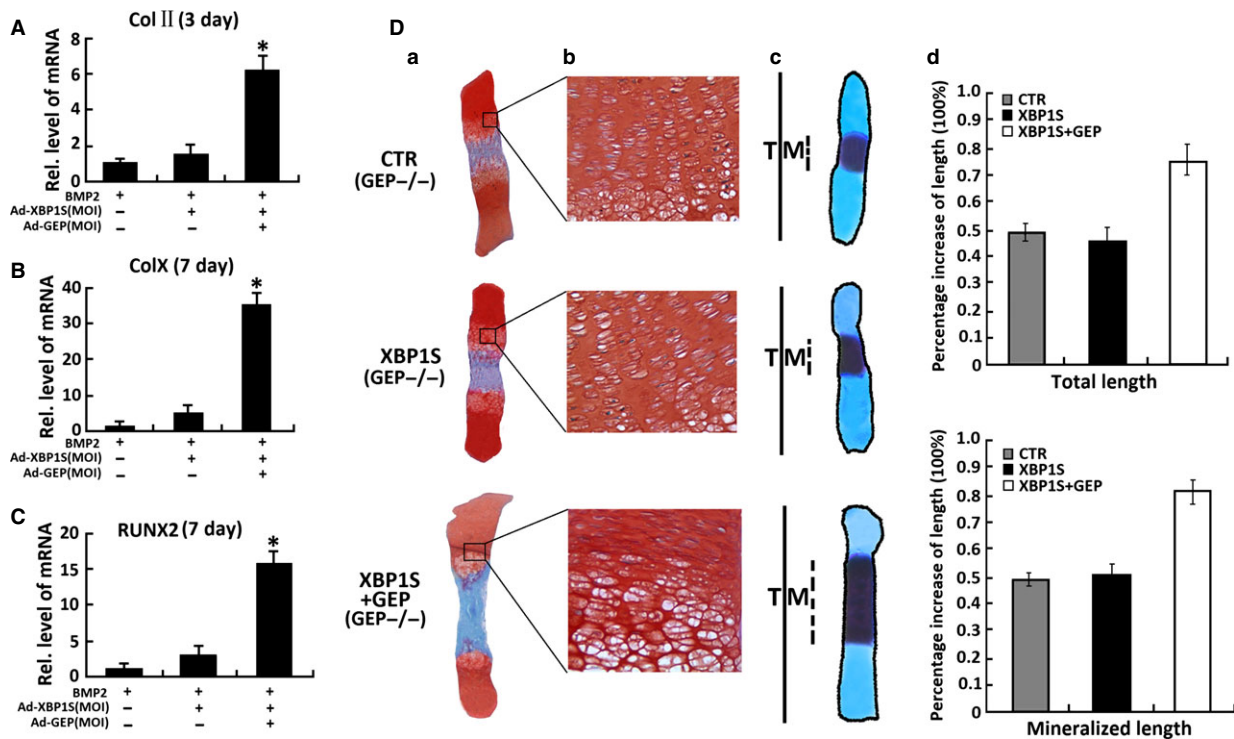 A
Col Ⅱ (3 day)
Rel. level of mRNA
8
6
4
2
0
BMP2 + + +
Ad-XBP1S(MOI) – + +
Ad-GEP(MOI) – – +
*
B
ColX (7 day)
Rel. level of mRNA
40
30
20
10
0
BMP2 + + +
Ad-XBP1S(MOI) – + +
Ad-GEP(MOI) – – +
*
C
RUNX2 (7 day)
Rel. level of mRNA
20
15
10
5
0
BMP2 + + +
Ad-XBP1S(MOI) – + +
Ad-GEP(MOI) – – +
*
D
a
b
c
d
CTR
(GEP–/–)
T M
XBP1S
(GEP–/–)
T M
XBP1S
+GEP
(GEP–/–)
T M
Percentage increase of length (100%)
1.0
0.9
0.8
0.7
0.6
0.5
0.4
0.3
0.2
0.1
0
CTR
XBP1S
XBP1S+GEP
Total length
Percentage increase of length (100%)
1.0
0.9
0.8
0.7
0.6
0.5
0.4
0.3
0.2
0.1
0
CTR
XBP1S
XBP1S+GEP
Mineralized length